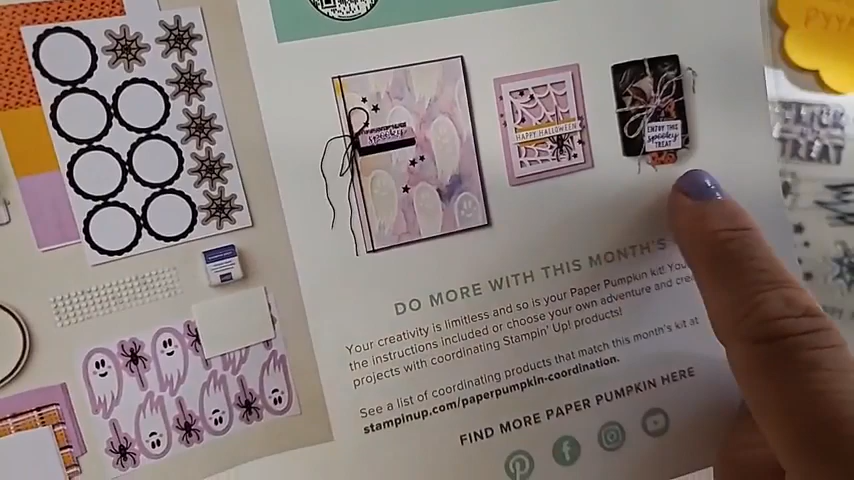 PYX
spooky
HAPPY HALLOWEEN
ENJOY THIS
spooky
TREAT
TREAT
DO MORE WITH THIS MONTH'S
Your creativity is limitless and so is your Paper Pumpkin kit! You
the instructions included or choose your own adventure and cre
projects with coordinating Stampin' Up! products!
See a list of coordinating products that match this month's kit at
stampinup.com/paperpumpkin-coordination.
FIND MORE PAPER PUMPKIN HERE